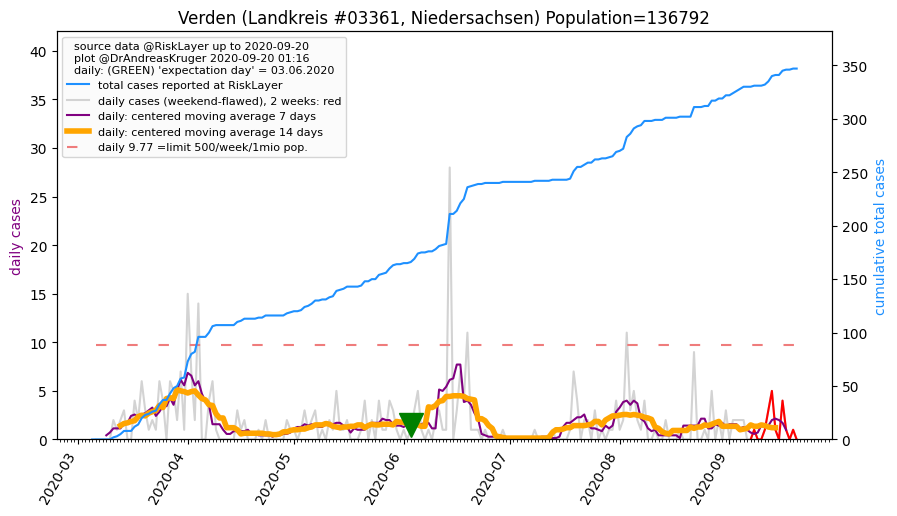 Verden (Landkreis #03361, Niedersachsen) Population=136792
source data @RiskLayer up to 2020-09-20
plot @DrAndreasKruger 2020-09-20 01:16
daily: (GREEN) 'expectation day' = 03.06.2020
total cases reported at RiskLayer
daily cases (weekend-flawed), 2 weeks: red
daily: centered moving average 7 days
daily: centered moving average 14 days
daily 9.77 =limit 500/week/1mio pop.
daily cases
40
35
30
25
20
15
10
5
0
cumulative total cases
350
300
250
200
150
100
50
0
2020-03
2020-04
2020-05
2020-06
2020-07
2020-08
2020-09